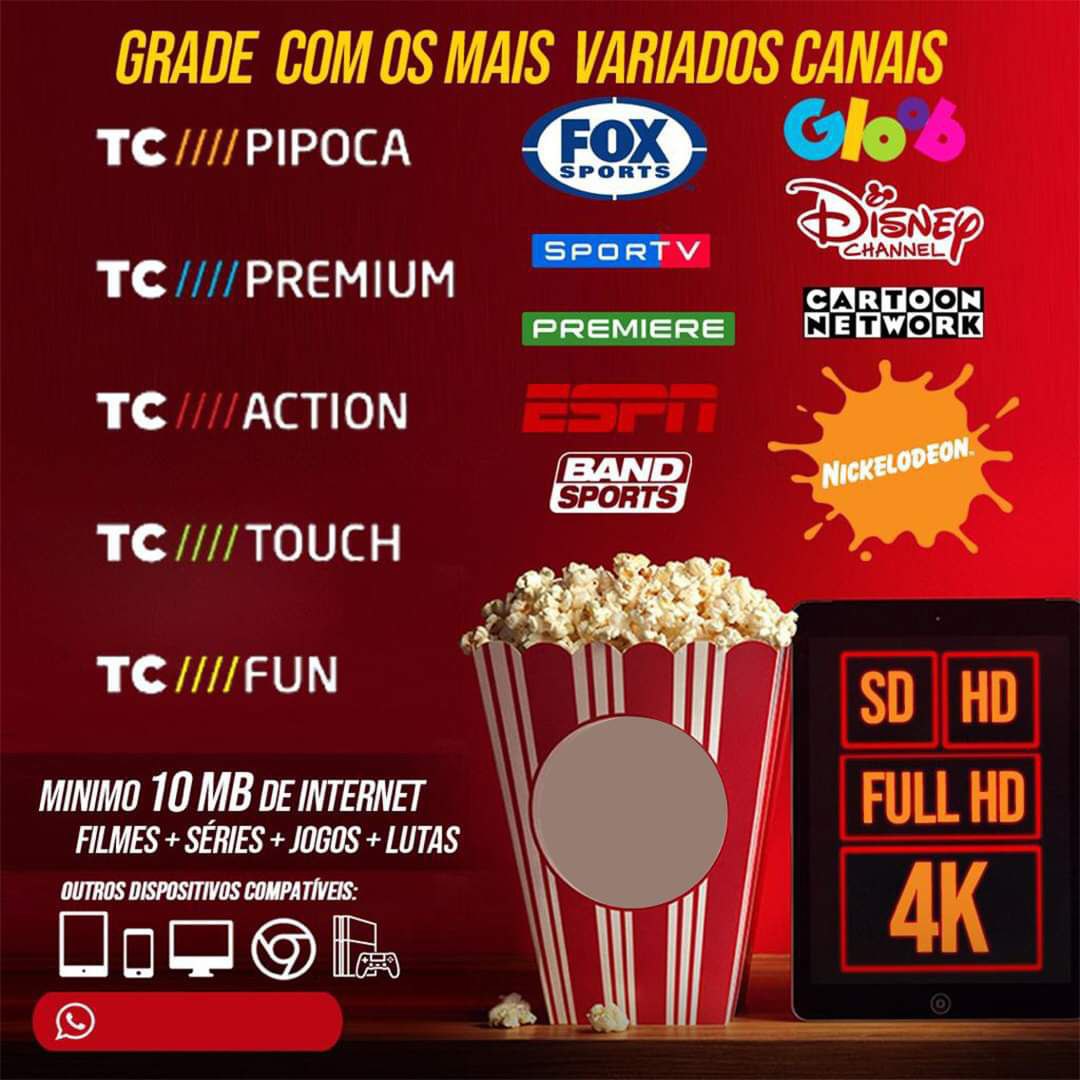 GRADE COM OS MAIS VARIADOS CANAIS
TC ////PIPOCA
TC ////PREMIUM
TC ////ACTION
TC ////TOUCH
TC ////FUN
FOX
SPORTS
SPORTV
PREMIERE
ESPN
BAND
SPORTS
Gloob
DISNEY
CHANNEL
CARTOON
NETWORK
NICKELODEON™
MINIMO 10 MB DE INTERNET
FILMES + SÉRIES + JOGOS + LUTAS
OUTROS DISPOSITIVOS COMPATÍVEIS:
SD HD
FULL HD
4K